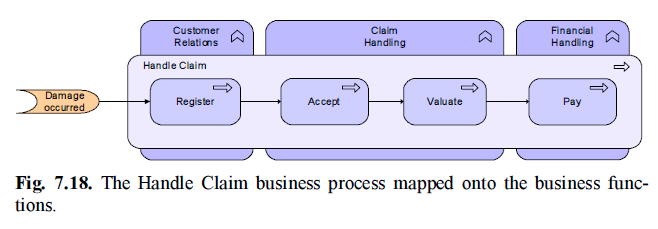 Customer
Relations
Claim
Handling
Financial
Handling
Handle Claim
Damage
occurred
Register
Accept
Valuate
Pay
Fig. 7.18. The Handle Claim business process mapped onto the business func-
tions.